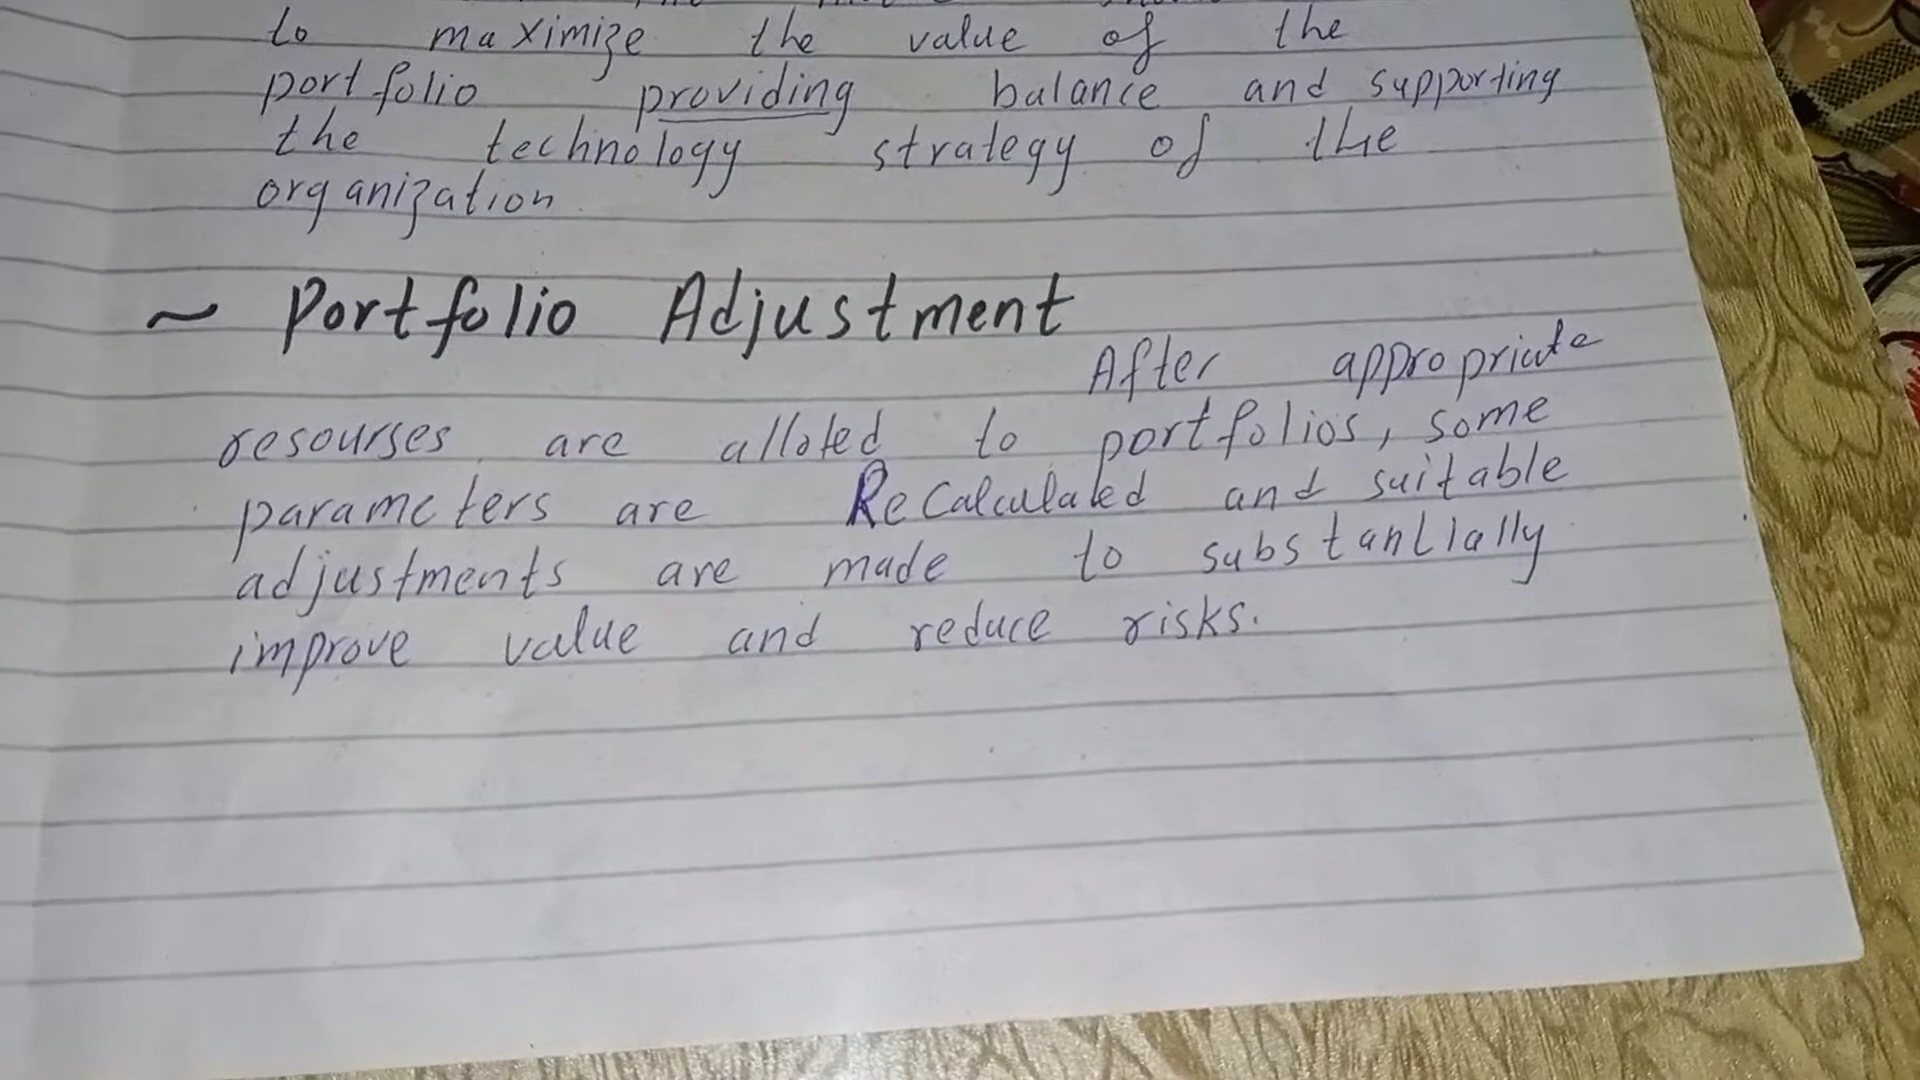 to maximize the value of the
portfolio providing balance and supporting
the technology strategy of the
organization.
~ Portfolio Adjustment
After appropriate
resourses are alloted to portfolios, some
parameters are ReCalculated and suitable
adjustments are made to substantially
improve value and reduce risks.